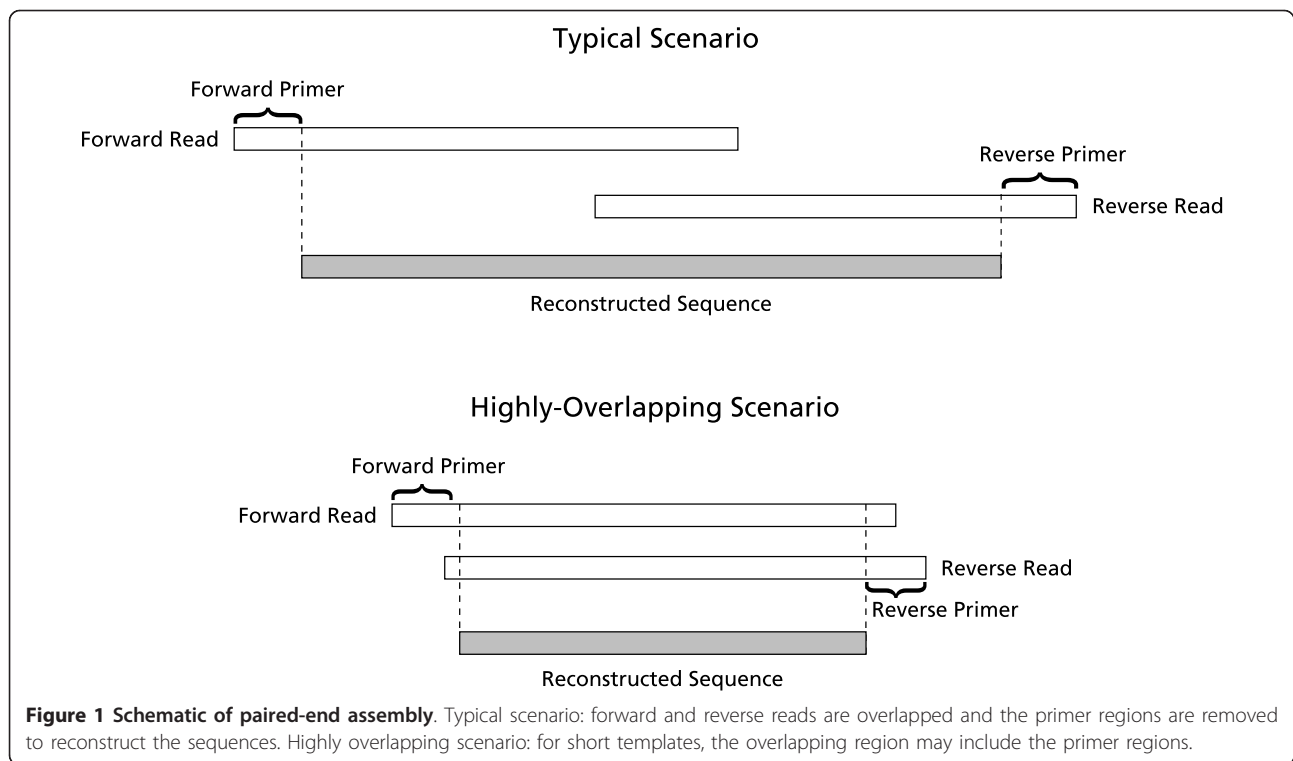 Typical Scenario
Forward Primer
Forward Read
Reverse Primer
Reverse Read
Reconstructed Sequence
Highly-Overlapping Scenario
Forward Primer
Forward Read
Reverse Read
Reverse Primer
Reconstructed Sequence
Figure 1 Schematic of paired-end assembly. Typical scenario: forward and reverse reads are overlapped and the primer regions are removed
to reconstruct the sequences. Highly overlapping scenario: for short templates, the overlapping region may include the primer regions.